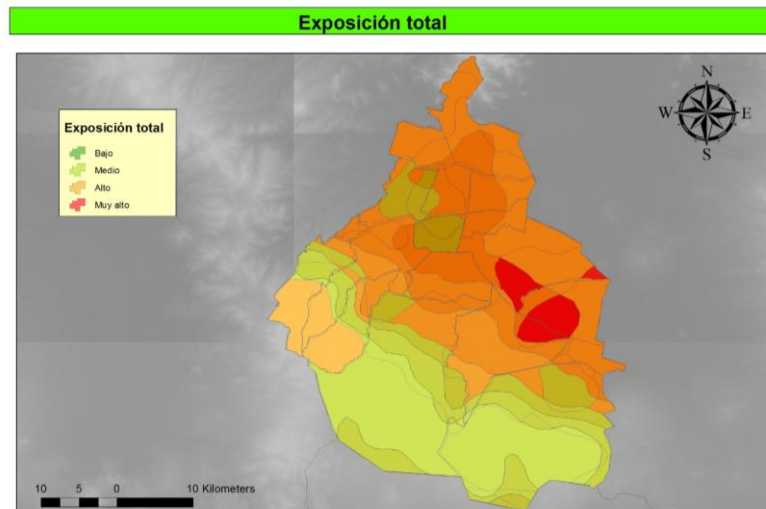 Exposición total
N
W E
S
Exposición total
Bajo
Medio
Alto
Muy alto
10 5 0 10 Kilometers